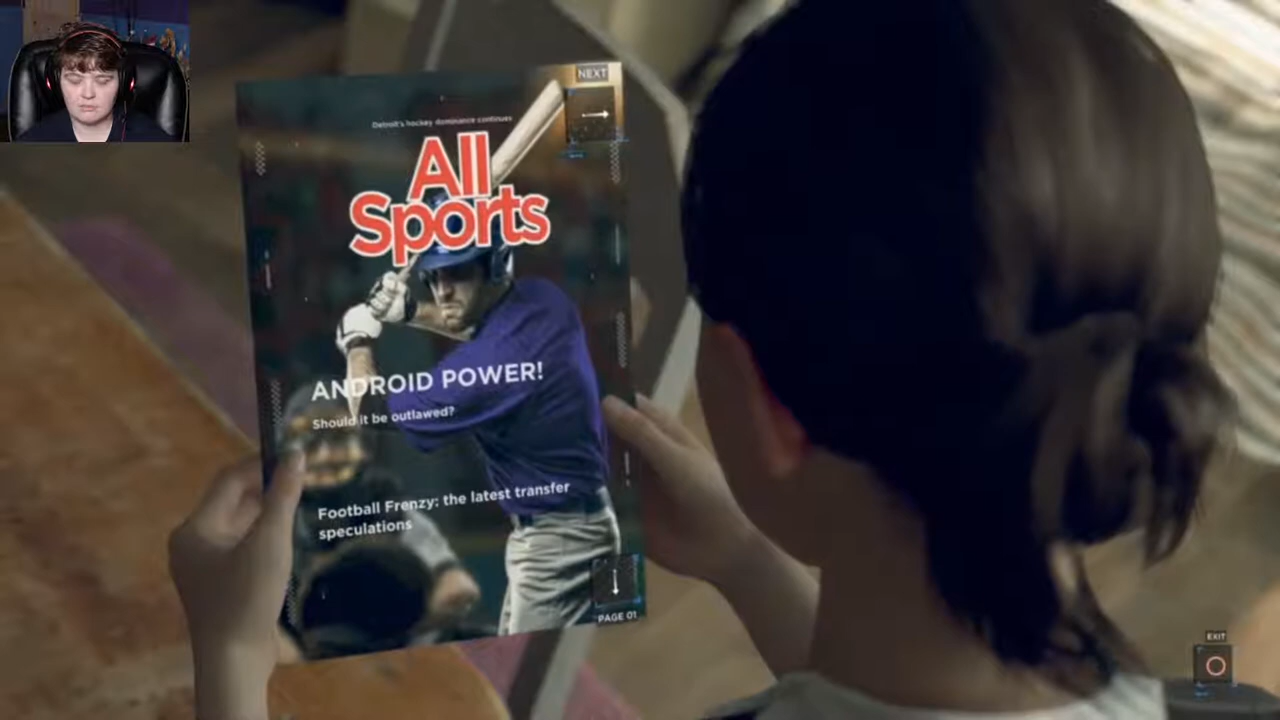 NEXT
Detroit's hockey dominance continues
All
Sports
ANDROID POWER!
Should it be outlawed?
Football Frenzy; the latest transfer
speculations
PAGE 01
EXIT